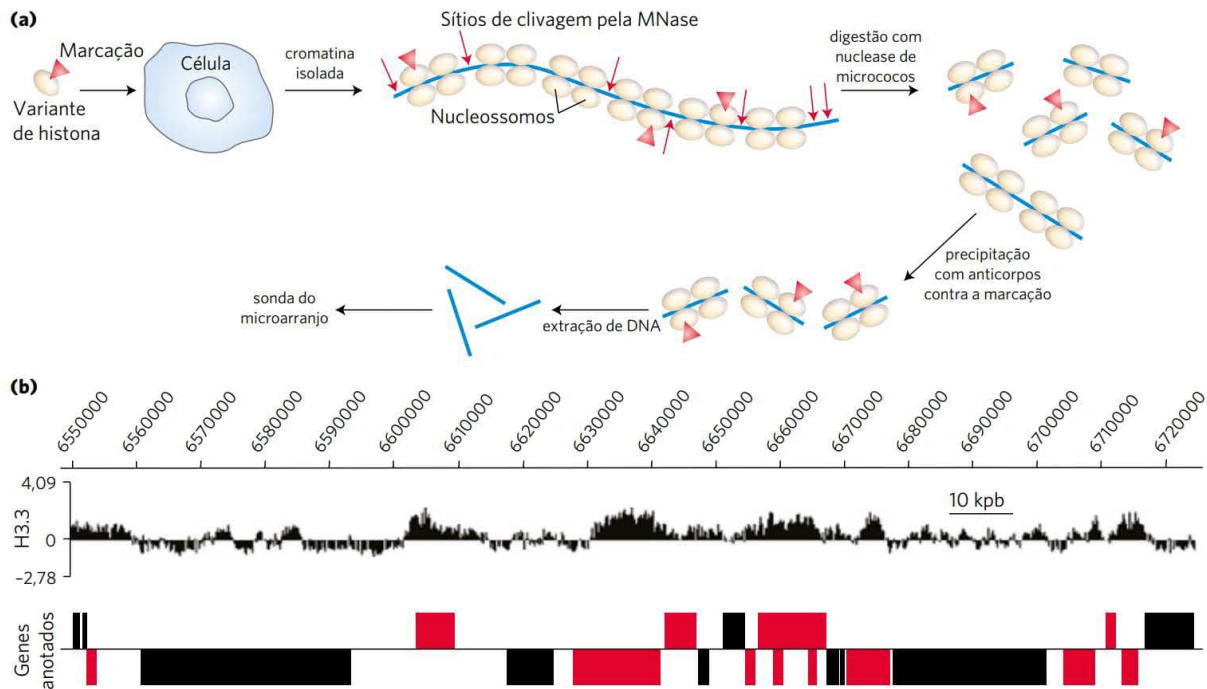 (a)
Marcação
Variante
de histona
Célula
cromatina
isolada
Sítios de clivagem pela MNase
Nucleossomos
digestão com
nuclease de
micrococos
precipitação
com anticorpos
contra a marcação
extração de DNA
sonda do
microarranjo
(b)
6550000 6560000 6570000 6580000 6590000 6600000 6610000 6620000 6630000 6640000 6650000 6660000 6670000 6680000 6690000 6700000 6710000 6720000
4,09
H3.3
0
−2,78
10 kpb
Genes
anotados